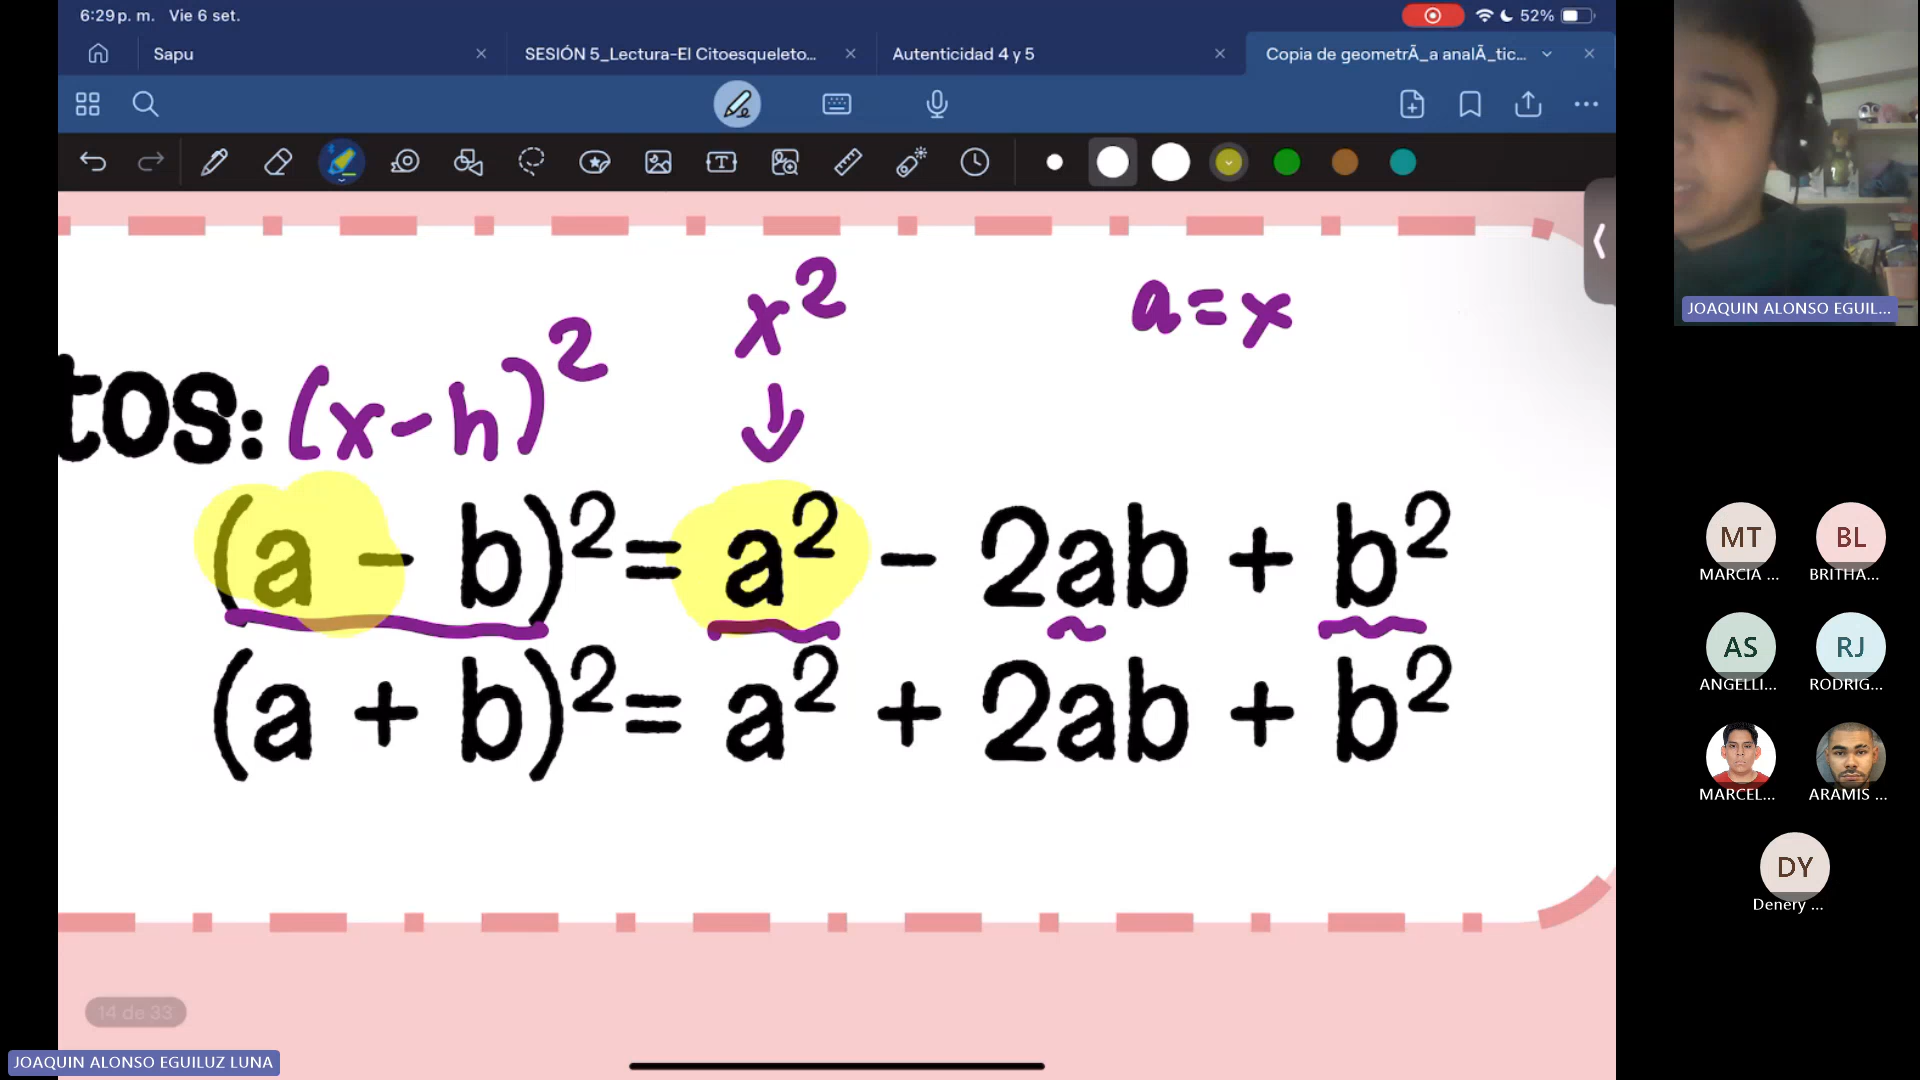 6:29 p. m. Vie 6 set.
52%
Sapu
SESIÓN 5_Lectura-El Citoesqueleto...
Autenticidad 4 y 5
Copia de geometrÃ_a analÃ_tic...
x²
a=x
tos: (x-h)²
(a - b)²= a² - 2ab + b²
(a + b)²= a² + 2ab + b²
14 de 33
JOAQUIN ALONSO EGUILUZ LUNA
JOAQUIN ALONSO EGUIL...
MT
MARCIA ...
BL
BRITHA...
AS
ANGELLI...
RJ
RODRIG...
MARCEL...
ARAMIS ...
DY
Denery ...